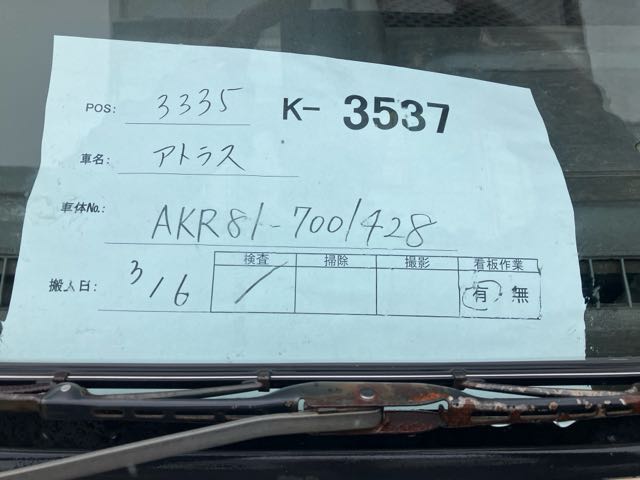 POS: 3335 K-3537
車名: アトラス
車体No.: AKR81-7001428
検査 掃除 撮影 看板作業
搬入日: 3/6 / 有・無